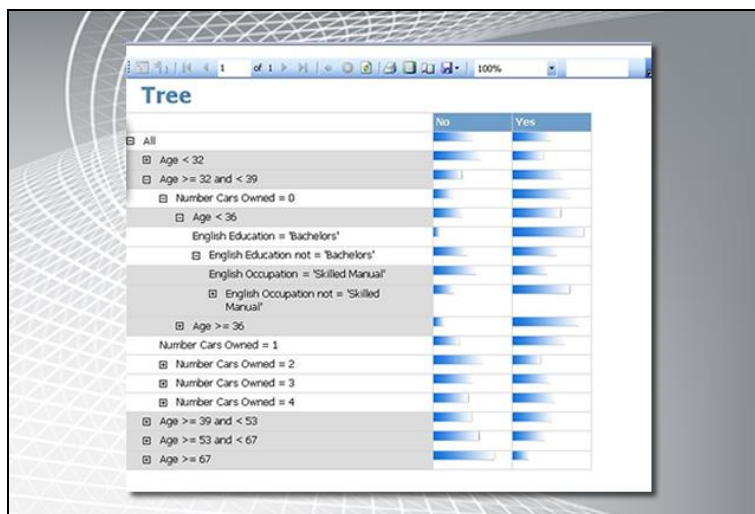 1 of 1 100%
Tree
No Yes
All
Age < 32
Age >= 32 and < 39
Number Cars Owned = 0
Age < 36
English Education = 'Bachelors'
English Education not = 'Bachelors'
English Occupation = 'Skilled Manual'
English Occupation not = 'Skilled
Manual'
Age >= 36
Number Cars Owned = 1
Number Cars Owned = 2
Number Cars Owned = 3
Number Cars Owned = 4
Age >= 39 and < 53
Age >= 53 and < 67
Age >= 67